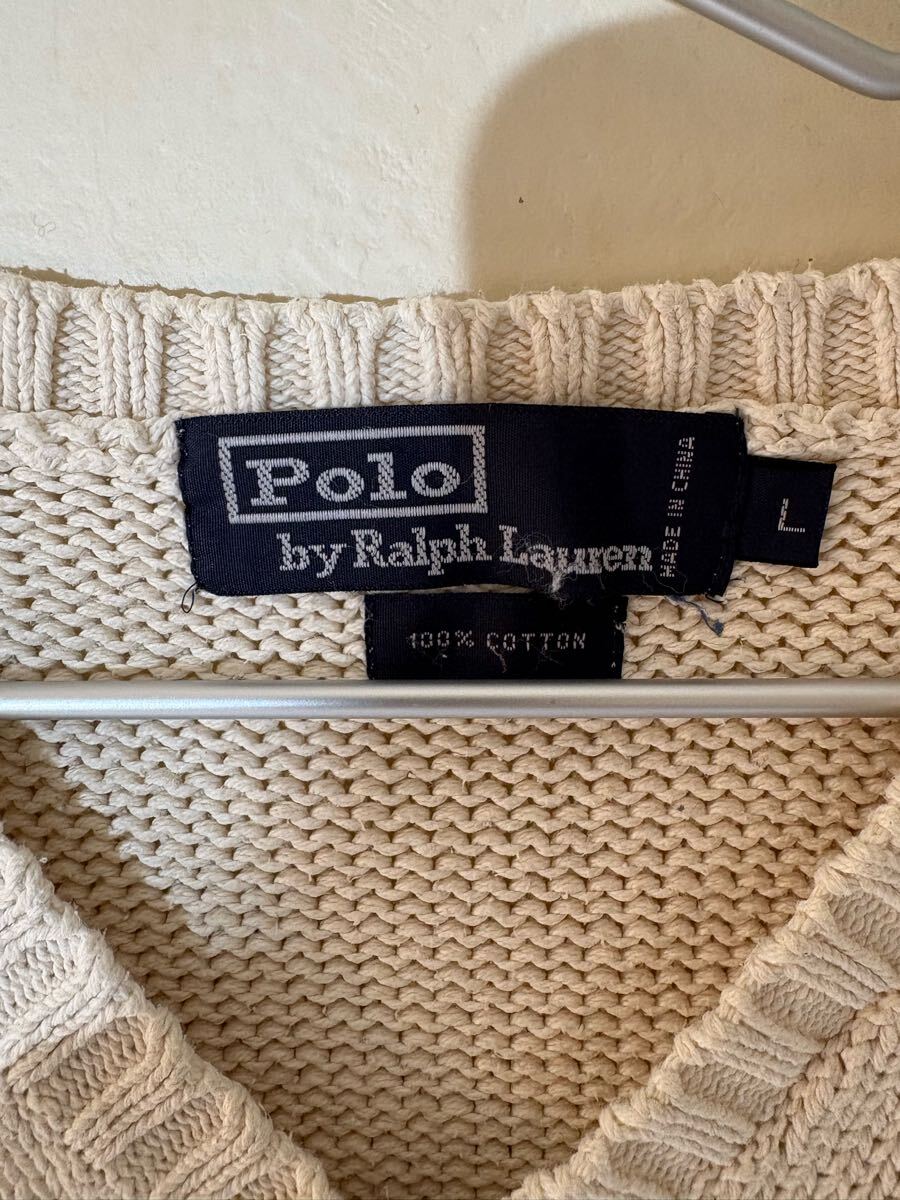 Polo
by Ralph Lauren
MADE IN CHINA
L
100% COTTON